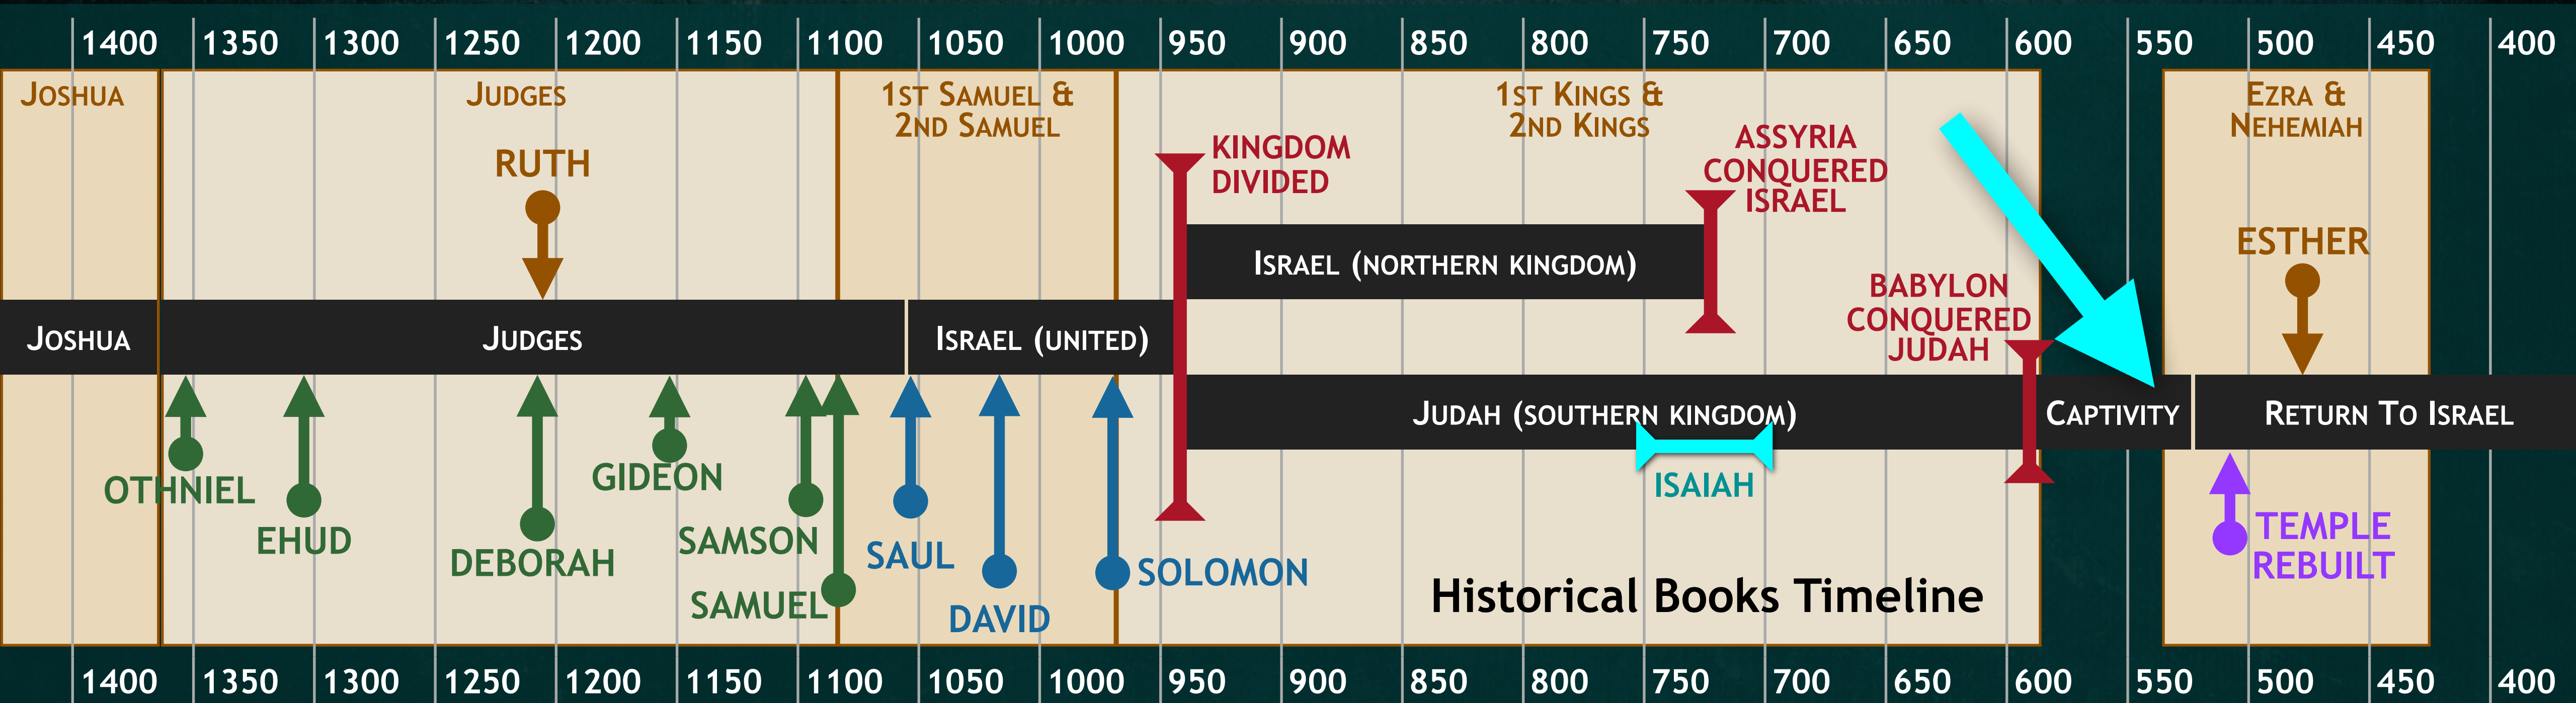 1400 1350 1300 1250 1200 1150 1100 1050 1000 950 900 850 800 750 700 650 600 550 500 450 400
JOSHUA
JUDGES
1ST SAMUEL &
2ND SAMUEL
1ST KINGS &
2ND KINGS
EZRA &
NEHEMIAH
RUTH
KINGDOM
DIVIDED
ASSYRIA
CONQUERED
ISRAEL
ESTHER
ISRAEL (NORTHERN KINGDOM)
BABYLON
CONQUERED
JUDAH
JOSHUA
JUDGES
ISRAEL (UNITED)
JUDAH (SOUTHERN KINGDOM)
CAPTIVITY
RETURN TO ISRAEL
OTHNIEL
EHUD
DEBORAH
GIDEON
SAMSON
SAMUEL
SAUL
DAVID
SOLOMON
ISAIAH
TEMPLE
REBUILT
Historical Books Timeline
1400 1350 1300 1250 1200 1150 1100 1050 1000 950 900 850 800 750 700 650 600 550 500 450 400